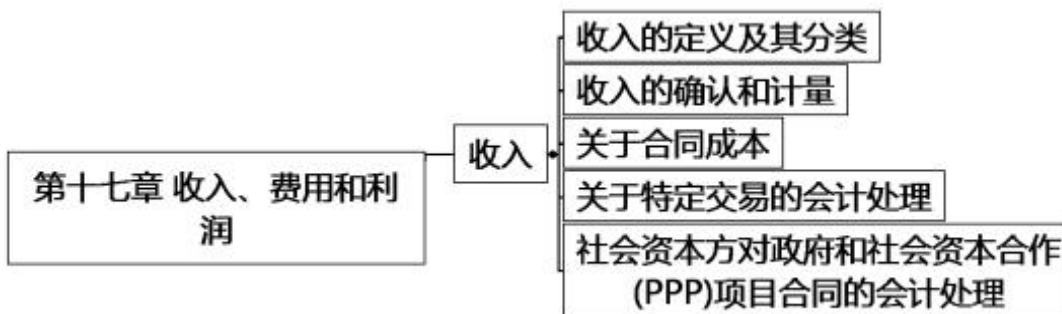 第十七章 收入、费用和利
润
收入
收入的定义及其分类
收入的确认和计量
关于合同成本
关于特定交易的会计处理
社会资本方对政府和社会资本合作
(PPP)项目合同的会计处理